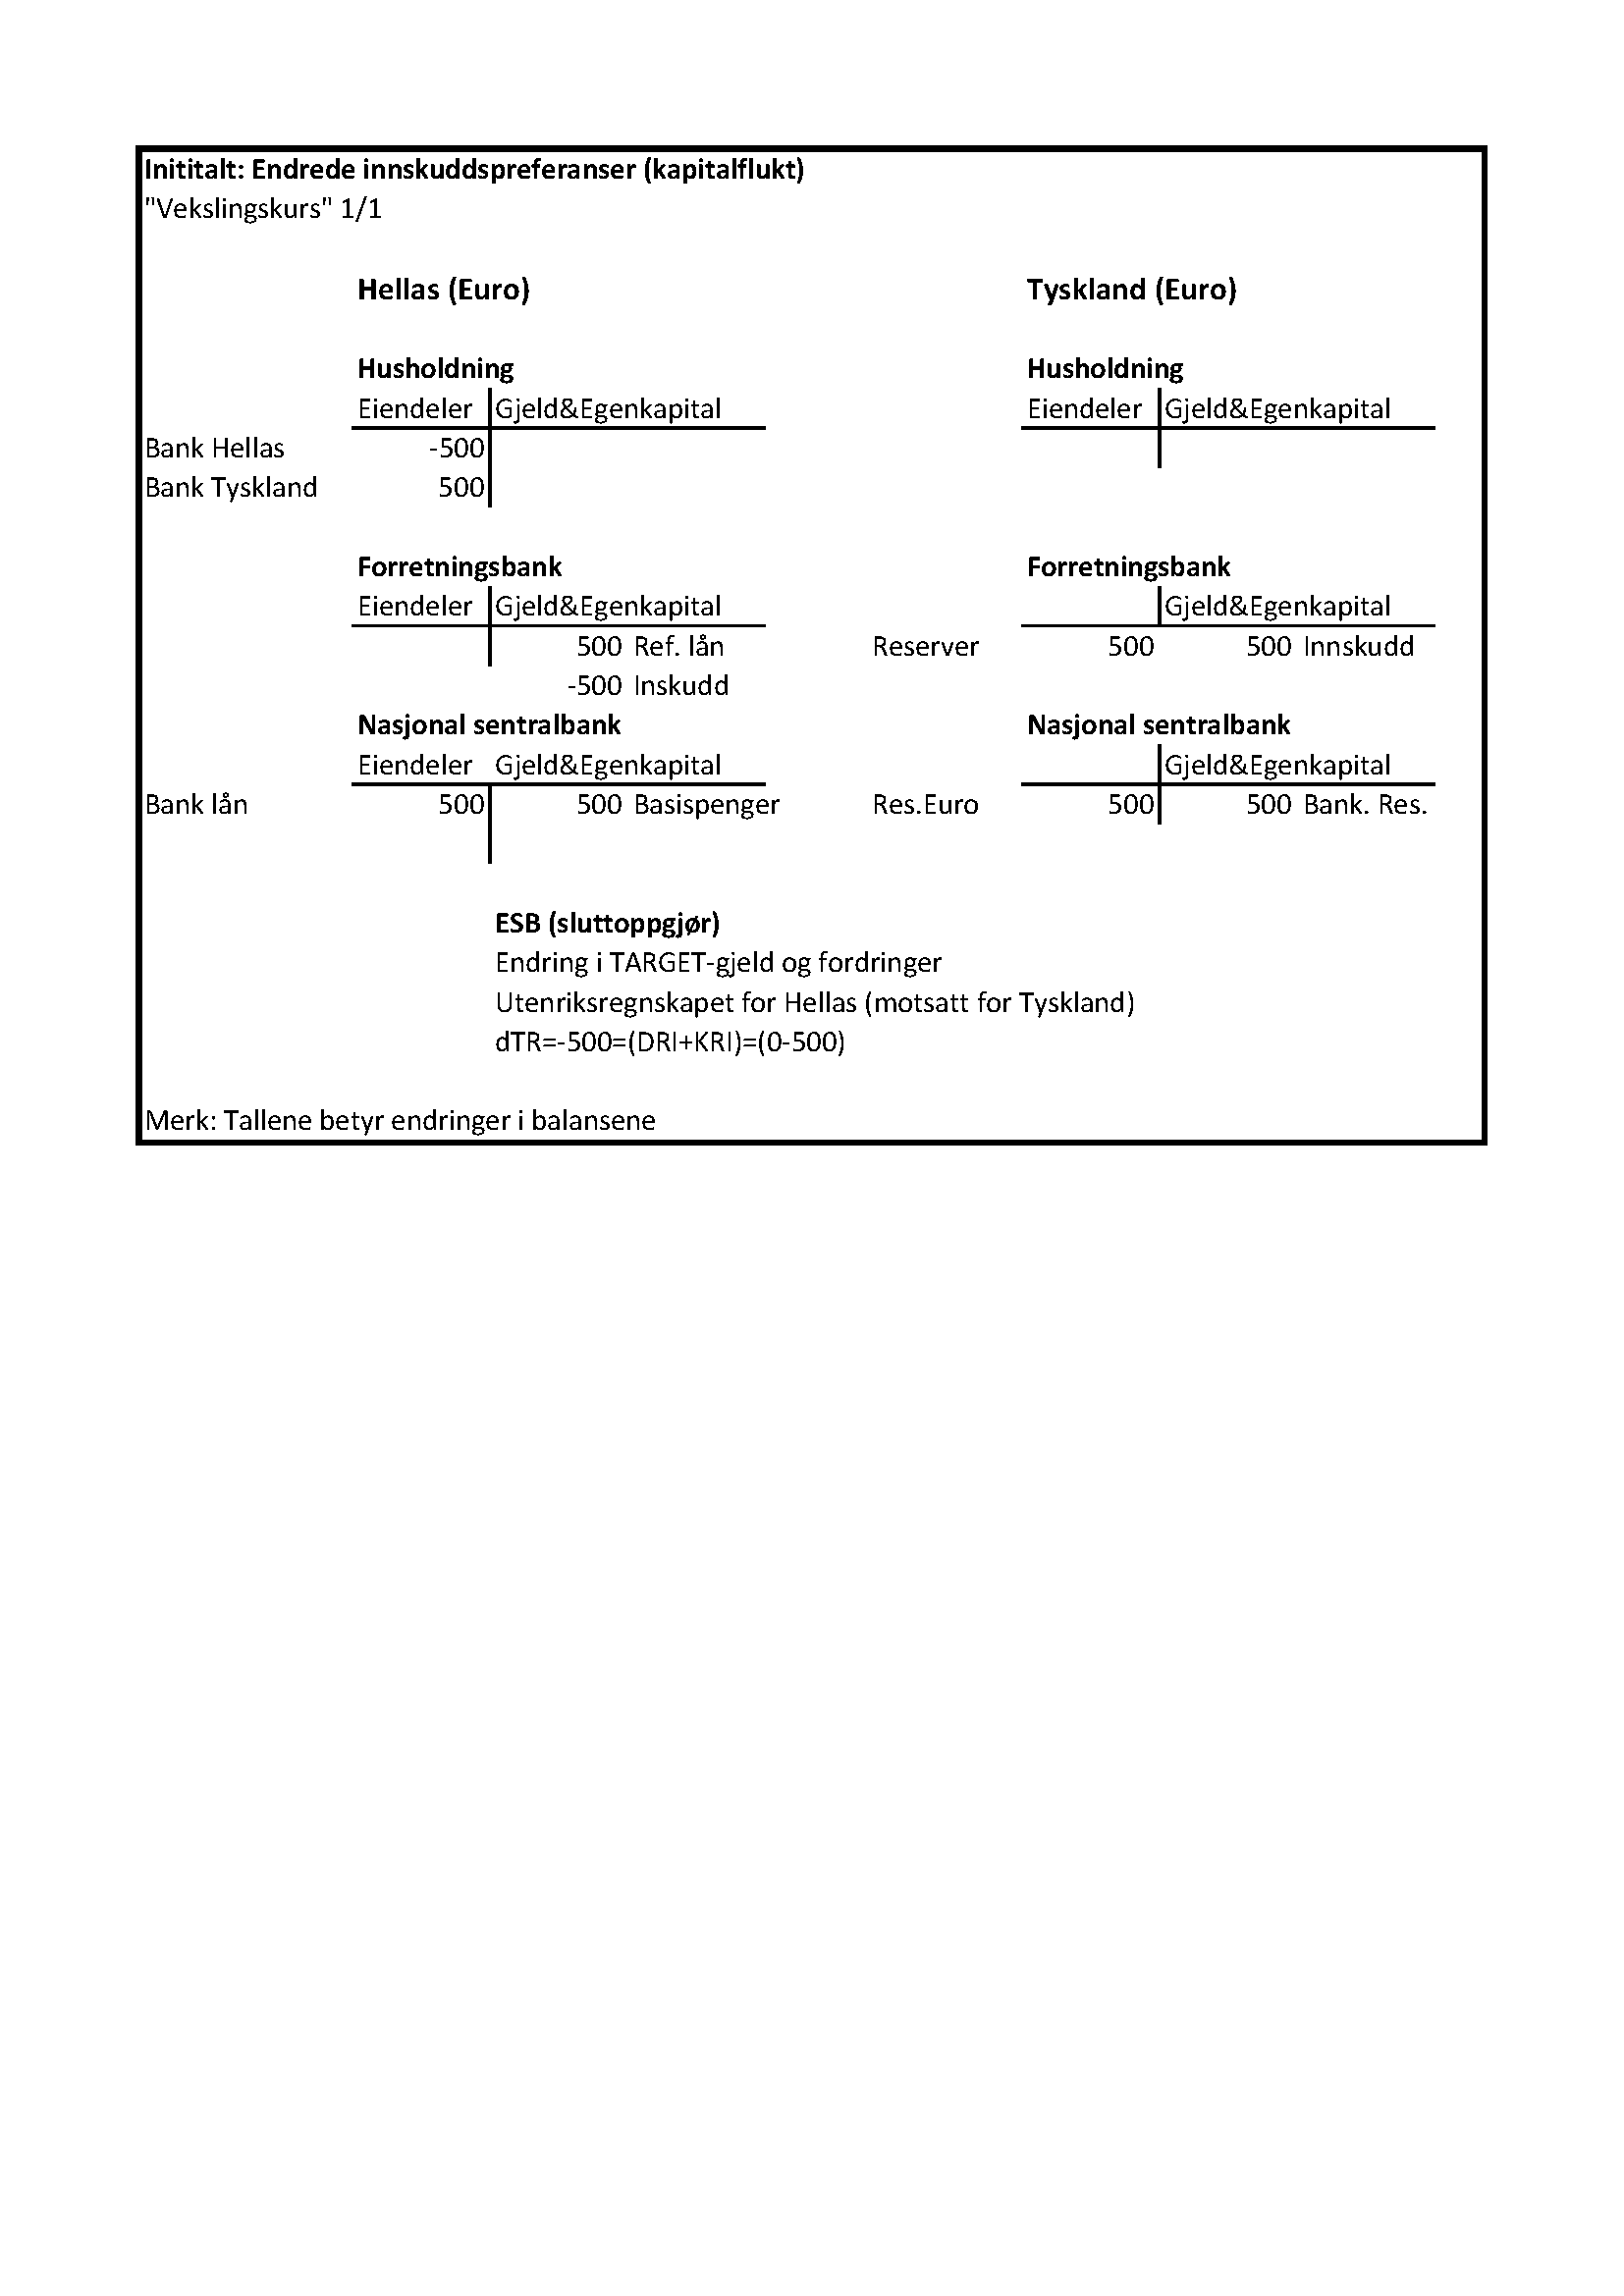 Inititalt: Endrede innskuddspreferanser (kapitalflukt)
"Vekslingskurs" 1/1
Hellas (Euro) Tyskland (Euro)
Husholdning Husholdning
Eiendeler Gjeld&Egenkapital Eiendeler Gjeld&Egenkapital
Bank Hellas -500
Bank Tyskland 500
Forretningsbank Forretningsbank
Eiendeler Gjeld&Egenkapital Gjeld&Egenkapital
500 Ref. lån Reserver 500 500 Innskudd
-500 Inskudd
Nasjonal sentralbank Nasjonal sentralbank
Eiendeler Gjeld&Egenkapital Gjeld&Egenkapital
Bank lån 500 500 Basispenger Res.Euro 500 500 Bank. Res.
ESB (sluttoppgjør)
Endring i TARGET-gjeld og fordringer
Utenriksregnskapet for Hellas (motsatt for Tyskland)
dTR=-500=(DRI+KRI)=(0-500)
Merk: Tallene betyr endringer i balansene